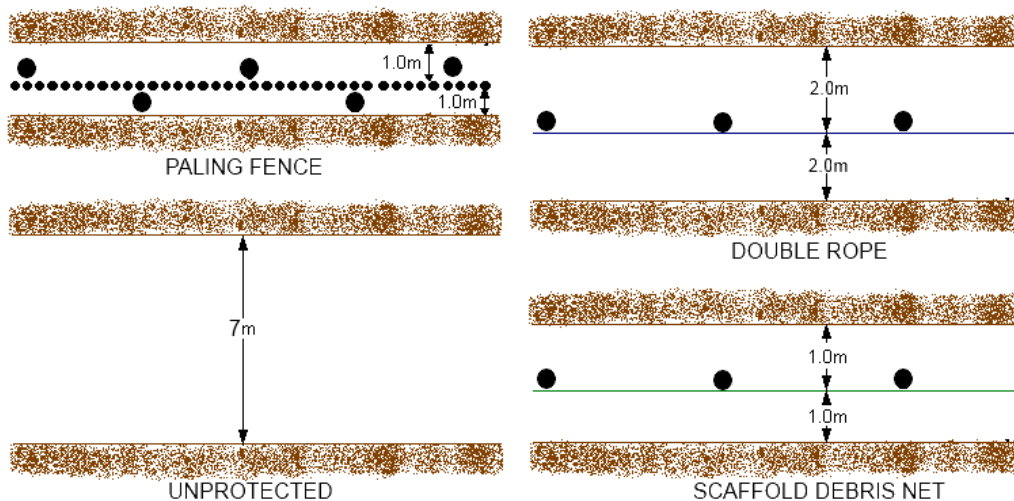 1.0m
1.0m
PALING FENCE
7m
UNPROTECTED
2.0m
2.0m
DOUBLE ROPE
1.0m
1.0m
SCAFFOLD DEBRIS NET